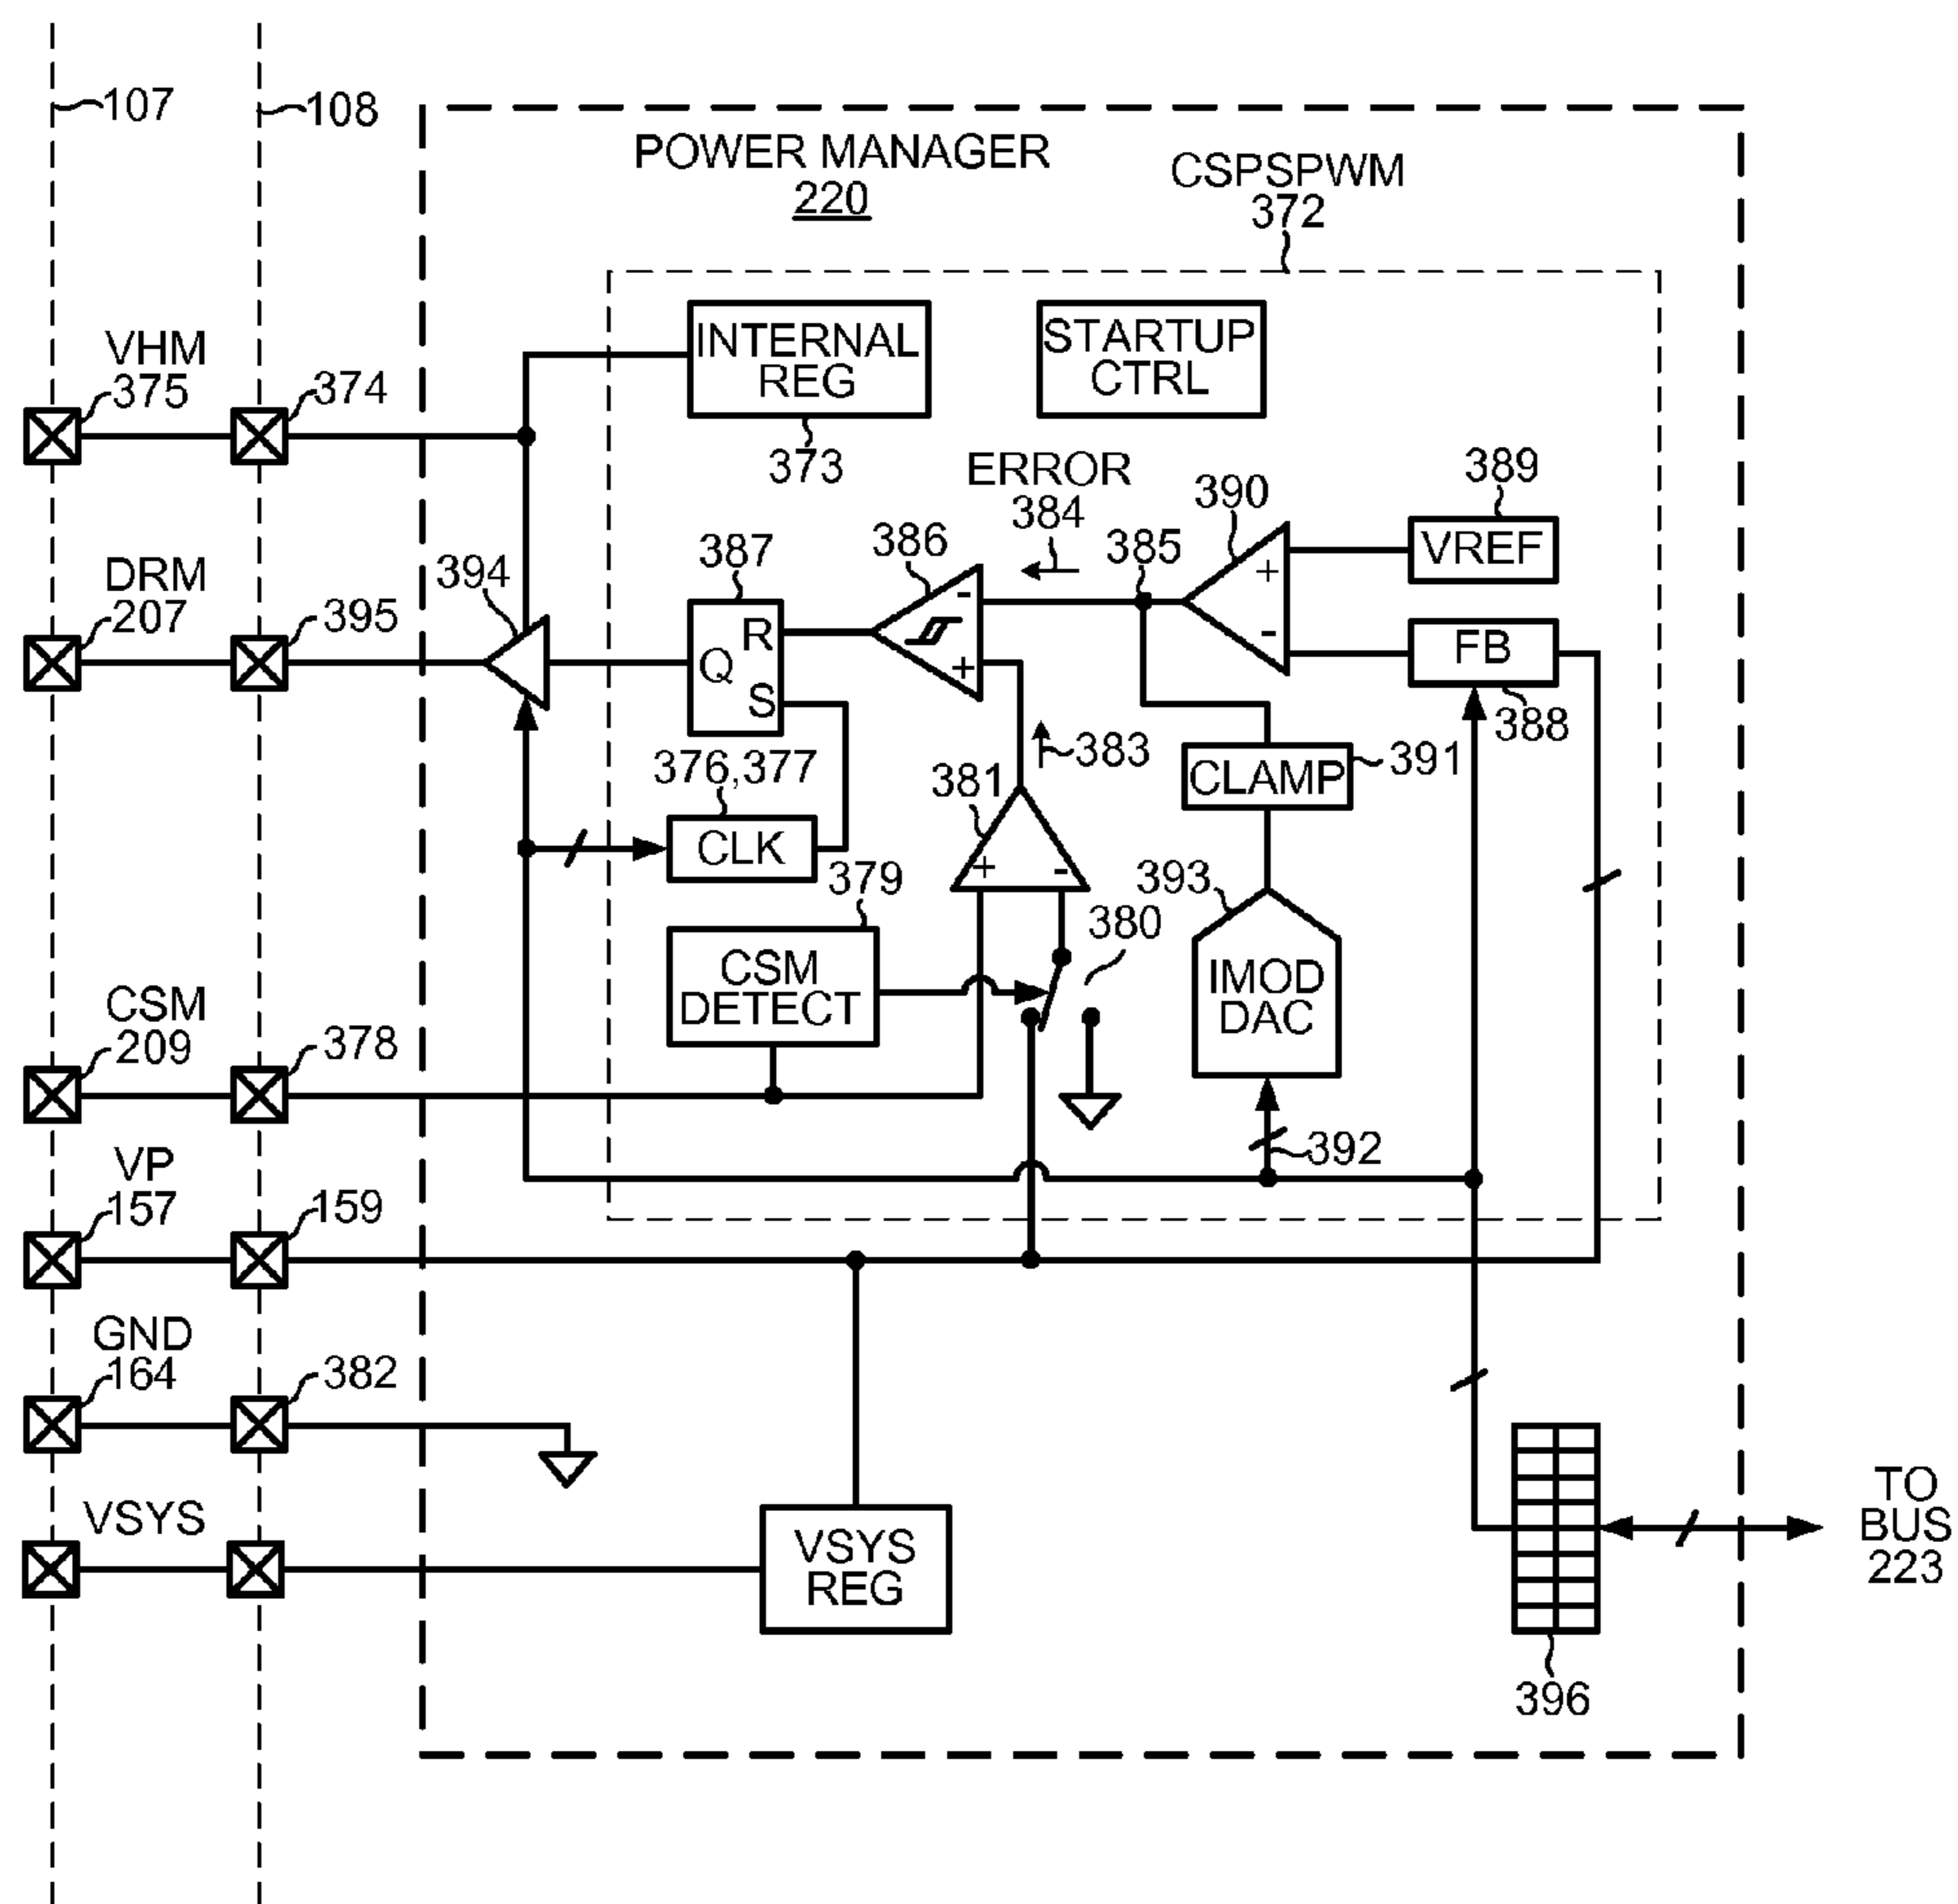 107
108
POWER MANAGER
220
CSPSPWM
372
VHM
375
374
INTERNAL
REG
373
STARTUP
CTRL
ERROR
384
385
390
389
VREF
+
-
DRM
207
395
394
387
R
Q
S
386
-
+
FB
388
376,377
CLK
383
381
+
-
391
CLAMP
379
CSM
DETECT
380
393
IMOD
DAC
392
CSM
209
378
VP
157
159
GND
164
382
VSYS
VSYS
REG
396
TO
BUS
223